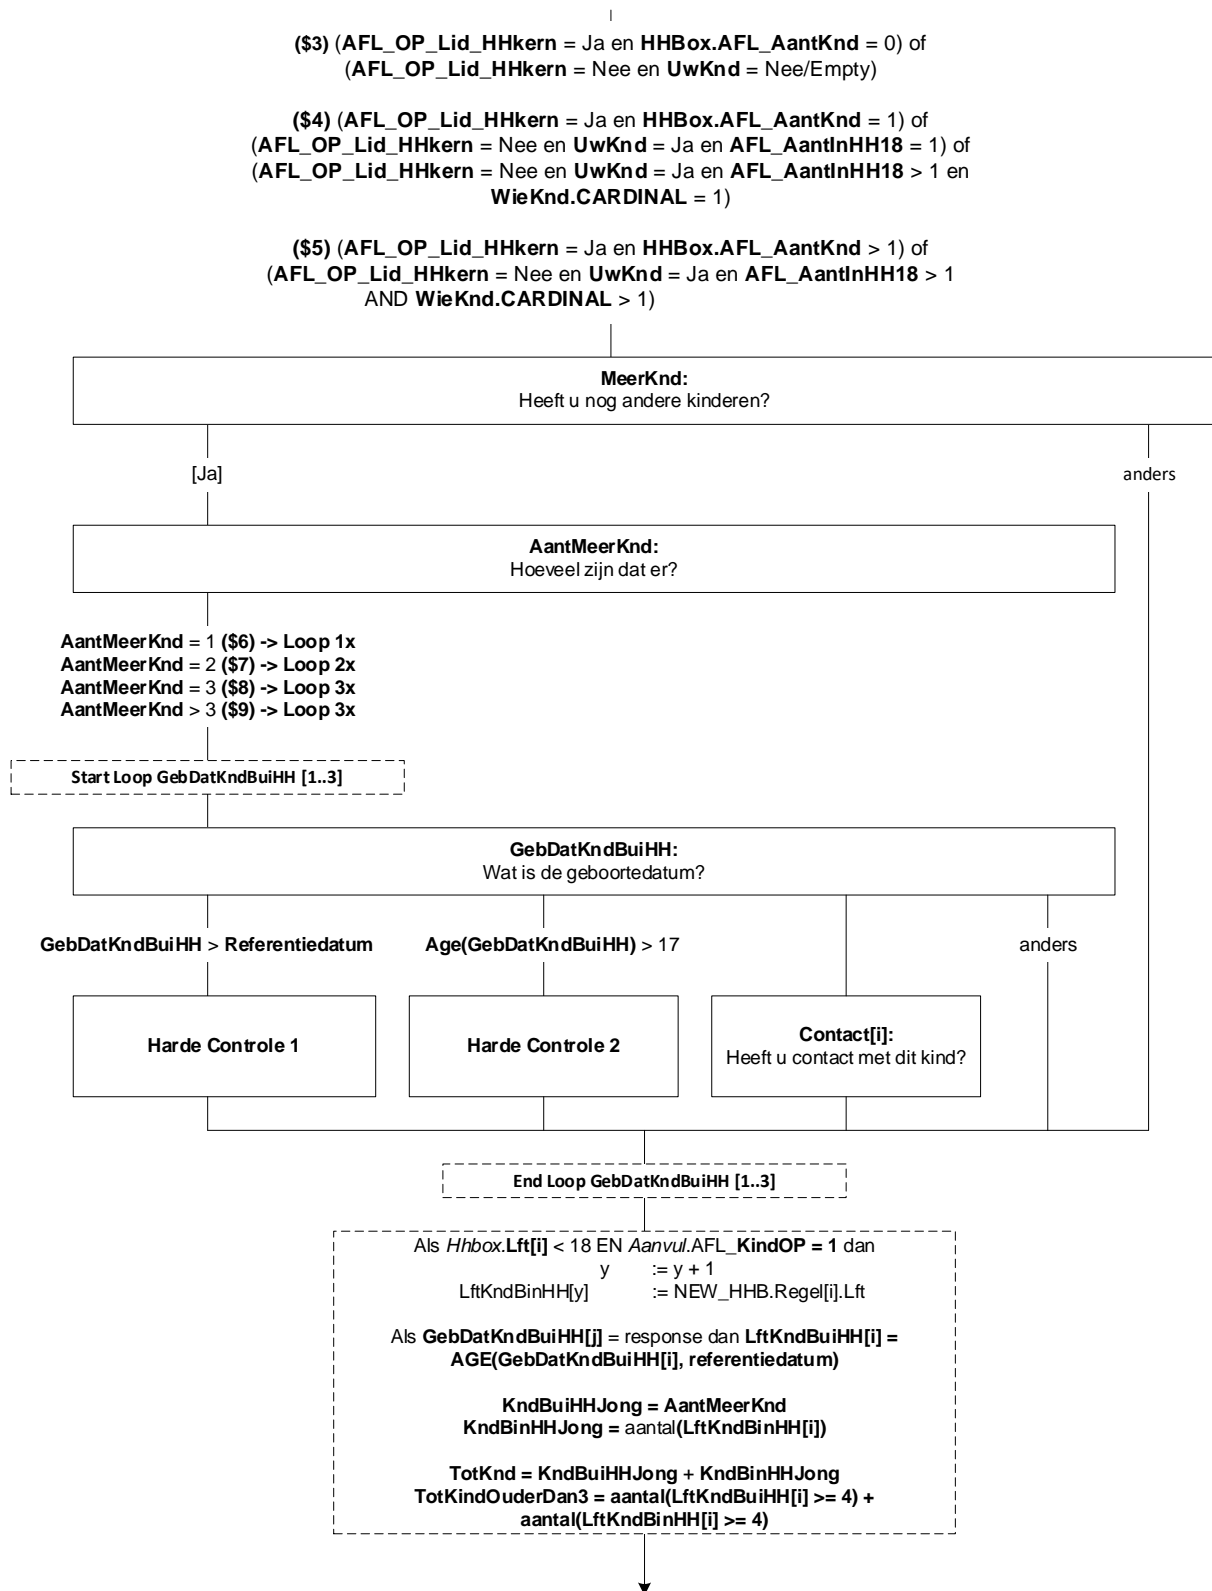 ($3) (AFL_OP_Lid_HHkern = Ja en HHBox.AFL_AantKnd = 0) of
(AFL_OP_Lid_HHkern = Nee en UwKnd = Nee/Empty)
($4) (AFL_OP_Lid_HHkern = Ja en HHBox.AFL_AantKnd = 1) of
(AFL_OP_Lid_HHkern = Nee en UwKnd = Ja en AFL_AantInHH18 = 1) of
(AFL_OP_Lid_HHkern = Nee en UwKnd = Ja en AFL_AantInHH18 > 1 en
WieKnd.CARDINAL = 1)
($5) (AFL_OP_Lid_HHkern = Ja en HHBox.AFL_AantKnd > 1) of
(AFL_OP_Lid_HHkern = Nee en UwKnd = Ja en AFL_AantInHH18 > 1
AND WieKnd.CARDINAL > 1)
MeerKnd:
Heeft u nog andere kinderen?
[Ja]
anders
AantMeerKnd:
Hoeveel zijn dat er?
AantMeerKnd = 1 ($6) -> Loop 1x
AantMeerKnd = 2 ($7) -> Loop 2x
AantMeerKnd = 3 ($8) -> Loop 3x
AantMeerKnd > 3 ($9) -> Loop 3x
Start Loop GebDatKndBuiHH [1..3]
GebDatKndBuiHH:
Wat is de geboortedatum?
GebDatKndBuiHH > Referentiedatum
Age(GebDatKndBuiHH) > 17
anders
Harde Controle 1
Harde Controle 2
Contact[i]:
Heeft u contact met dit kind?
End Loop GebDatKndBuiHH [1..3]
Als Hhbox.Lft[i] < 18 EN Aanvul.AFL_KindOP = 1 dan
y := y + 1
LftKndBinHH[y] := NEW_HHB.Regel[i].Lft
Als GebDatKndBuiHH[j] = response dan LftKndBuiHH[i] =
AGE(GebDatKndBuiHH[i], referentiedatum)
KndBuiHHJong = AantMeerKnd
KndBinHHJong = aantal(LftKndBinHH[i])
TotKnd = KndBuiHHJong + KndBinHHJong
TotKindOuderDan3 = aantal(LftKndBuiHH[i] >= 4) +
aantal(LftKndBinHH[i] >= 4)